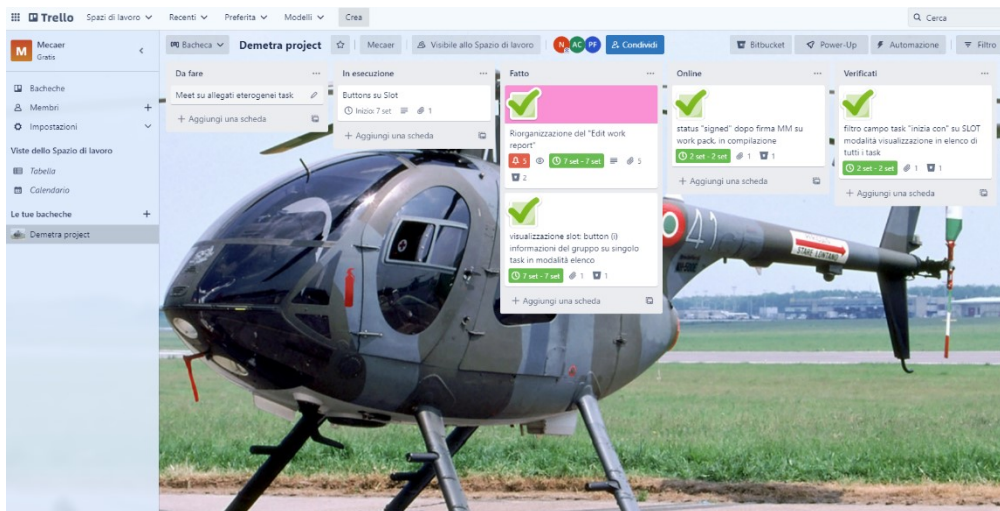 Trello
Spazi di lavoro
Recenti
Preferita
Modelli
Crea
Cerca
M
Mecaer
Gratis
Bacheca
Demetra project
Mecaer
Visibile allo Spazio di lavoro
N
AC
PF
Condividi
Bitbucket
Power-Up
Automazione
Filtro
Bacheche
Membri
Impostazioni
Viste dello Spazio di lavoro
Tabella
Calendario
Le tue bacheche
Demetra project
Da fare
Meet su allegati eterogenei task
+ Aggiungi una scheda
In esecuzione
Buttons su Slot
Inizio: 7 set
1
+ Aggiungi una scheda
Fatto
Riorganizzazione del "Edit work
report"
5
7 set - 7 set
5
2
visualizzazione slot: button (i)
informazioni del gruppo su singolo
task in modalità elenco
7 set - 7 set
1
1
+ Aggiungi una scheda
Online
status "signed" dopo firma MM su
work pack, in compilazione
2 set - 2 set
1
1
+ Aggiungi una scheda
Verificati
filtro campo task "inizia con" su SLOT
modalità visualizzazione in elenco di
tutti i task
2 set - 2 set
1
1
+ Aggiungi una scheda
STARE LONTANO